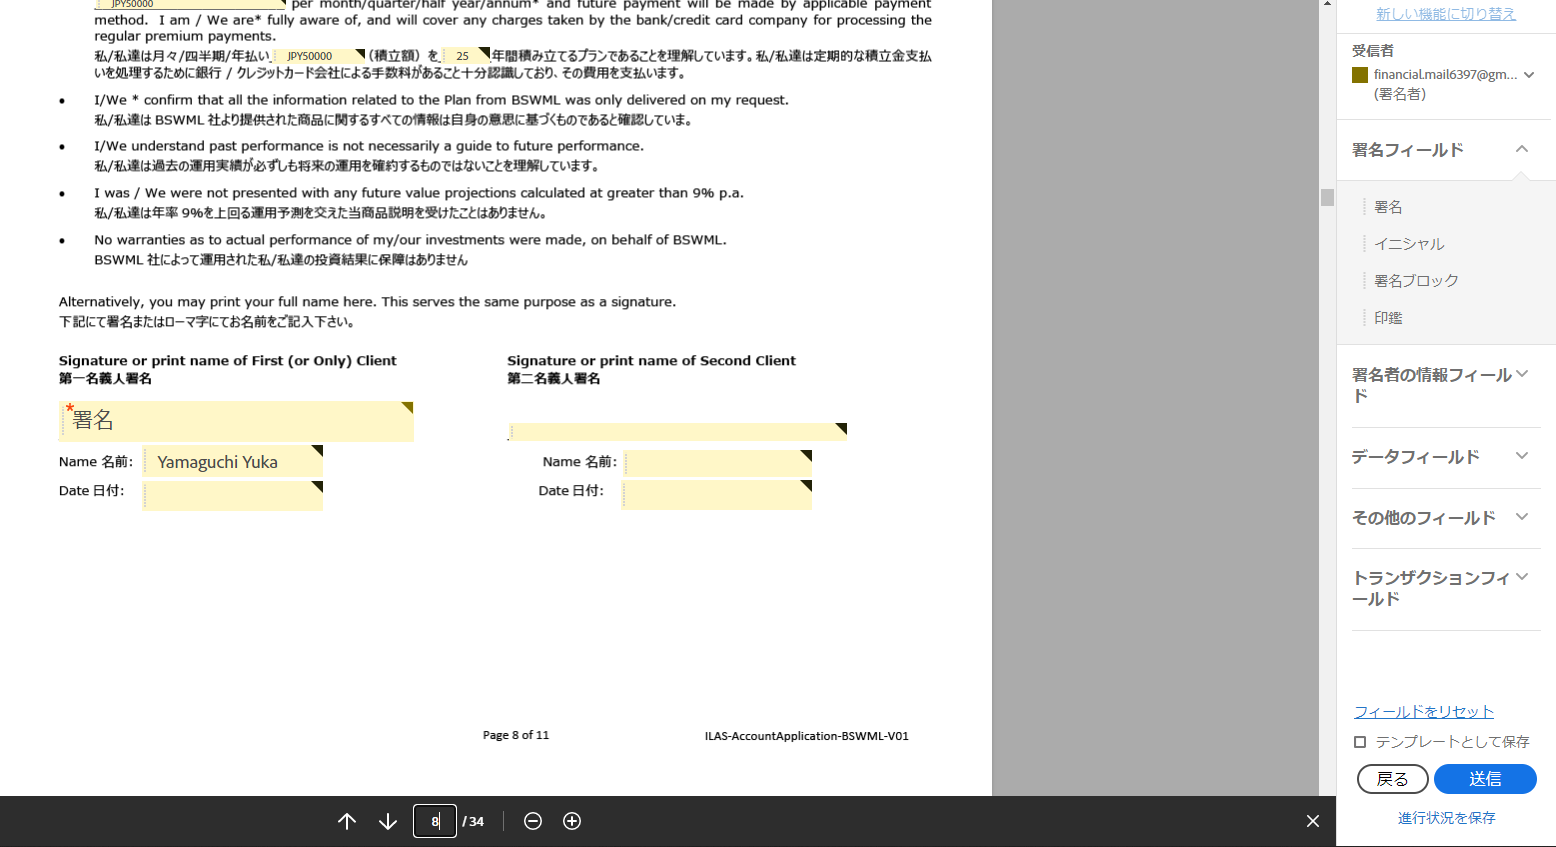 JPY50000 per month/quarter/half year/annum* and future payment will be made by applicable payment
method. I am / We are* fully aware of, and will cover any charges taken by the bank/credit card company for processing the
regular premium payments.
私/私達は月々/四半期/年払い JPY50000 （積立額）を 25 年間積み立てるプランであることを理解しています。私/私達は定期的な積立金支払
いを処理するために銀行 / クレジットカード会社による手数料があること十分認識しており、その費用を支払います。
• I/We * confirm that all the information related to the Plan from BSWML was only delivered on my request.
私/私達は BSWML 社より提供された商品に関するすべての情報は自身の意思に基づくものであると確認していま。
• I/We understand past performance is not necessarily a guide to future performance.
私/私達は過去の運用実績が必ずしも将来の運用を確約するものではないことを理解しています。
• I was / We were not presented with any future value projections calculated at greater than 9% p.a.
私/私達は年率 9%を上回る運用予測を交えた当商品説明を受けたことはありません。
• No warranties as to actual performance of my/our investments were made, on behalf of BSWML.
BSWML 社によって運用された私/私達の投資結果に保障はありません
Alternatively, you may print your full name here. This serves the same purpose as a signature.
下記にて署名またはローマ字にてお名前をご記入下さい。
Signature or print name of First (or Only) Client
第一名義人署名
*署名
Name 名前: Yamaguchi Yuka
Date 日付:
Signature or print name of Second Client
第二名義人署名
Name 名前:
Date 日付:
Page 8 of 11
ILAS-AccountApplication-BSWML-V01
8 / 34
新しい機能に切り替え
受信者
financial.mail6397@gm...
(署名者)
署名フィールド
署名
イニシャル
署名ブロック
印鑑
署名者の情報フィール
ド
データフィールド
その他のフィールド
トランザクションフィ
ールド
フィールドをリセット
テンプレートとして保存
戻る
送信
進行状況を保存